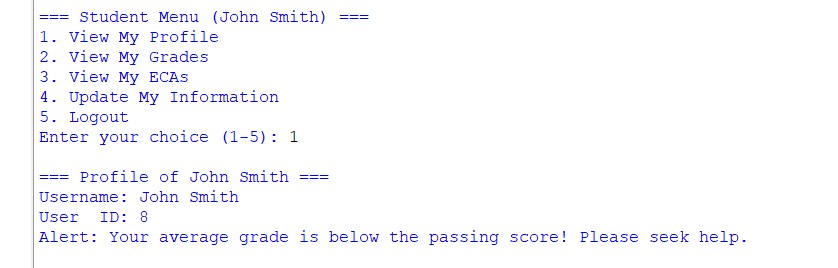 === Student Menu (John Smith) ===
1. View My Profile
2. View My Grades
3. View My ECAs
4. Update My Information
5. Logout
Enter your choice (1-5): 1
=== Profile of John Smith ===
Username: John Smith
User  ID: 8
Alert: Your average grade is below the passing score! Please seek help.